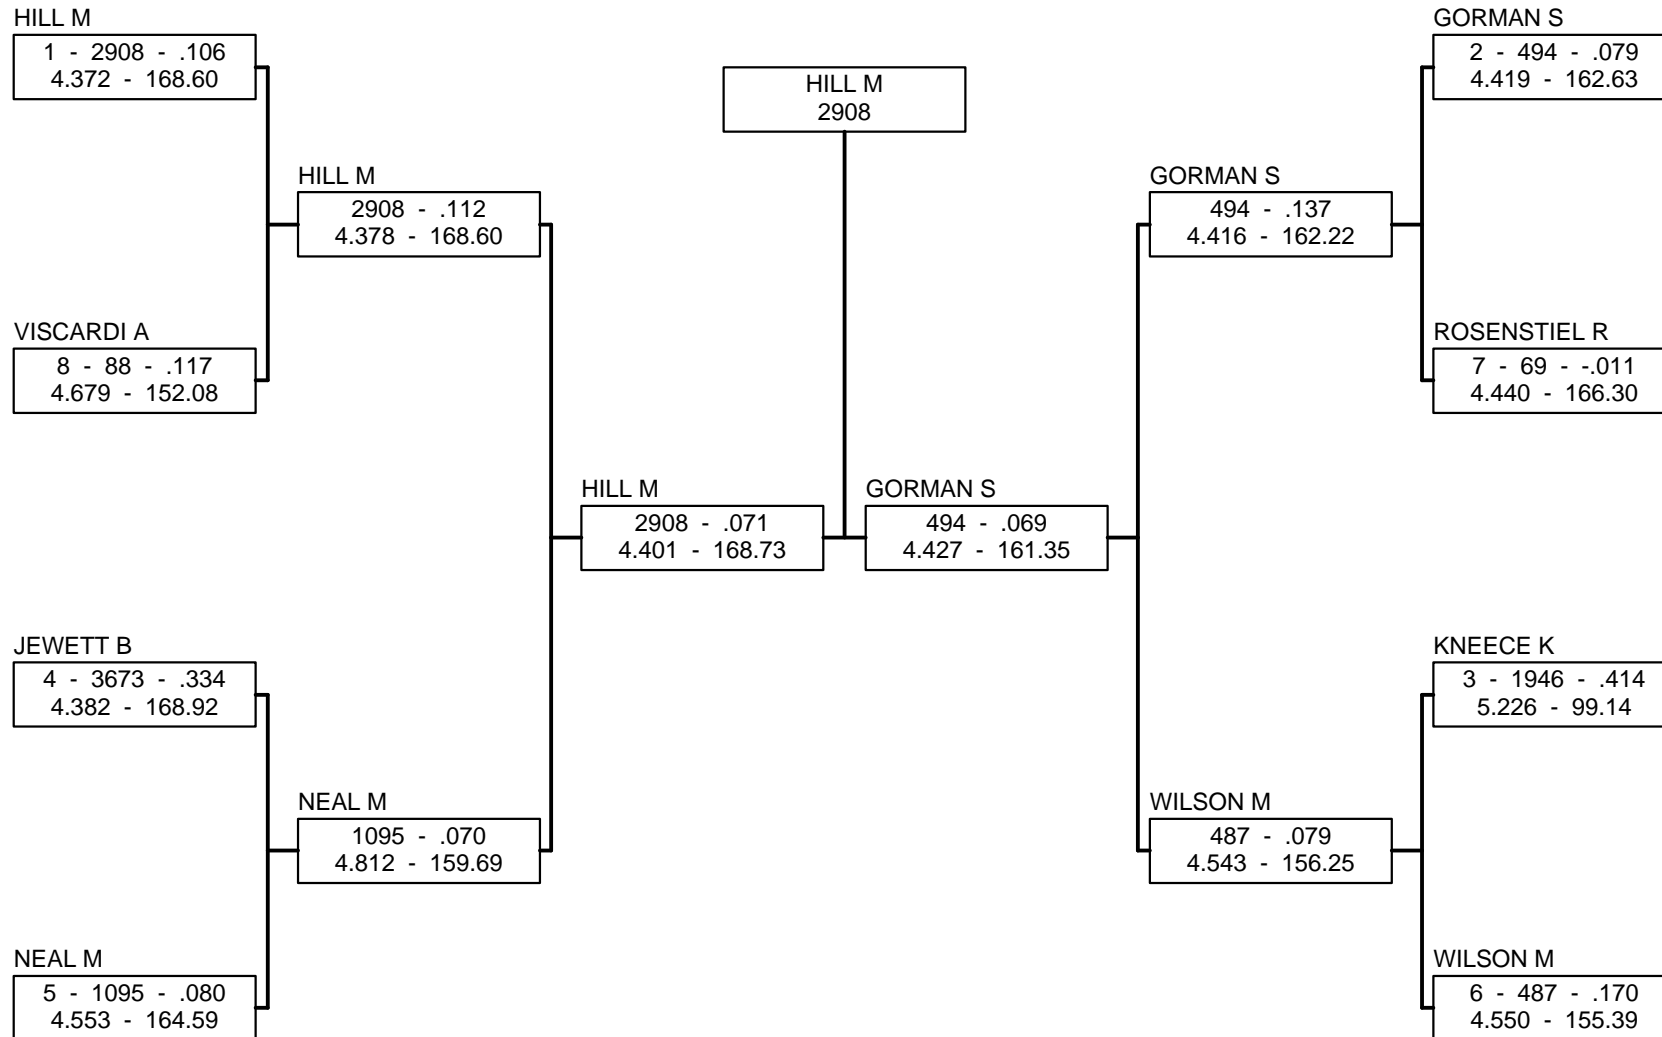 HILL M
1 - 2908 - .106
4.372 - 168.60
VISCARDI A
8 - 88 - .117
4.679 - 152.08
JEWETT B
4 - 3673 - .334
4.382 - 168.92
NEAL M
5 - 1095 - .080
4.553 - 164.59
HILL M
2908 - .112
4.378 - 168.60
NEAL M
1095 - .070
4.812 - 159.69
HILL M
2908 - .071
4.401 - 168.73
HILL M
2908
GORMAN S
494 - .069
4.427 - 161.35
GORMAN S
494 - .137
4.416 - 162.22
WILSON M
487 - .079
4.543 - 156.25
GORMAN S
2 - 494 - .079
4.419 - 162.63
ROSENSTIEL R
7 - 69 - -.011
4.440 - 166.30
KNEECE K
3 - 1946 - .414
5.226 - 99.14
WILSON M
6 - 487 - .170
4.550 - 155.39